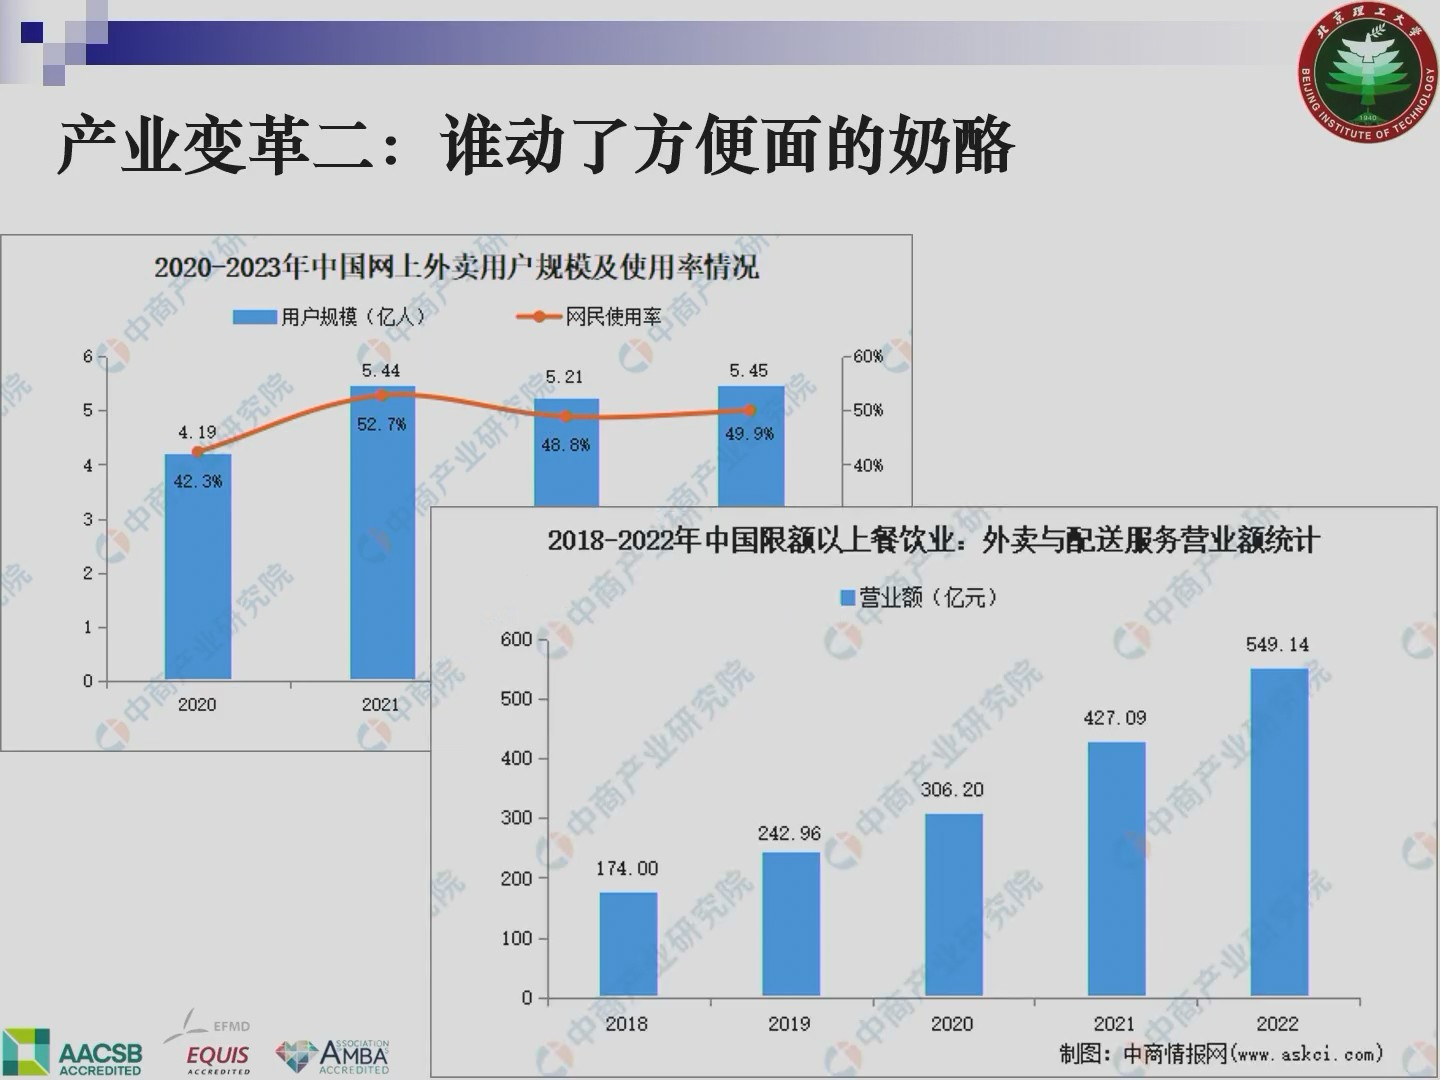 北京理工大学
BEIJING INSTITUTE OF TECHNOLOGY
1940
产业变革二：谁动了方便面的奶酪
2020-2023年中国网上外卖用户规模及使用率情况
用户规模（亿人） 网民使用率
6
5
4
3
2
1
0
60%
50%
40%
4.19
5.44
5.21
5.45
42.3%
52.7%
48.8%
49.9%
2020
2021
2018-2022年中国限额以上餐饮业：外卖与配送服务营业额统计
营业额（亿元）
600
500
400
300
200
100
0
174.00
242.96
306.20
427.09
549.14
2018 2019 2020 2021 2022
制图：中商情报网(www.askci.com)
中商产业研究院
AACSB
ACCREDITED
EFMD
EQUIS
ACCREDITED
ASSOCIATION
AMBA
ACCREDITED